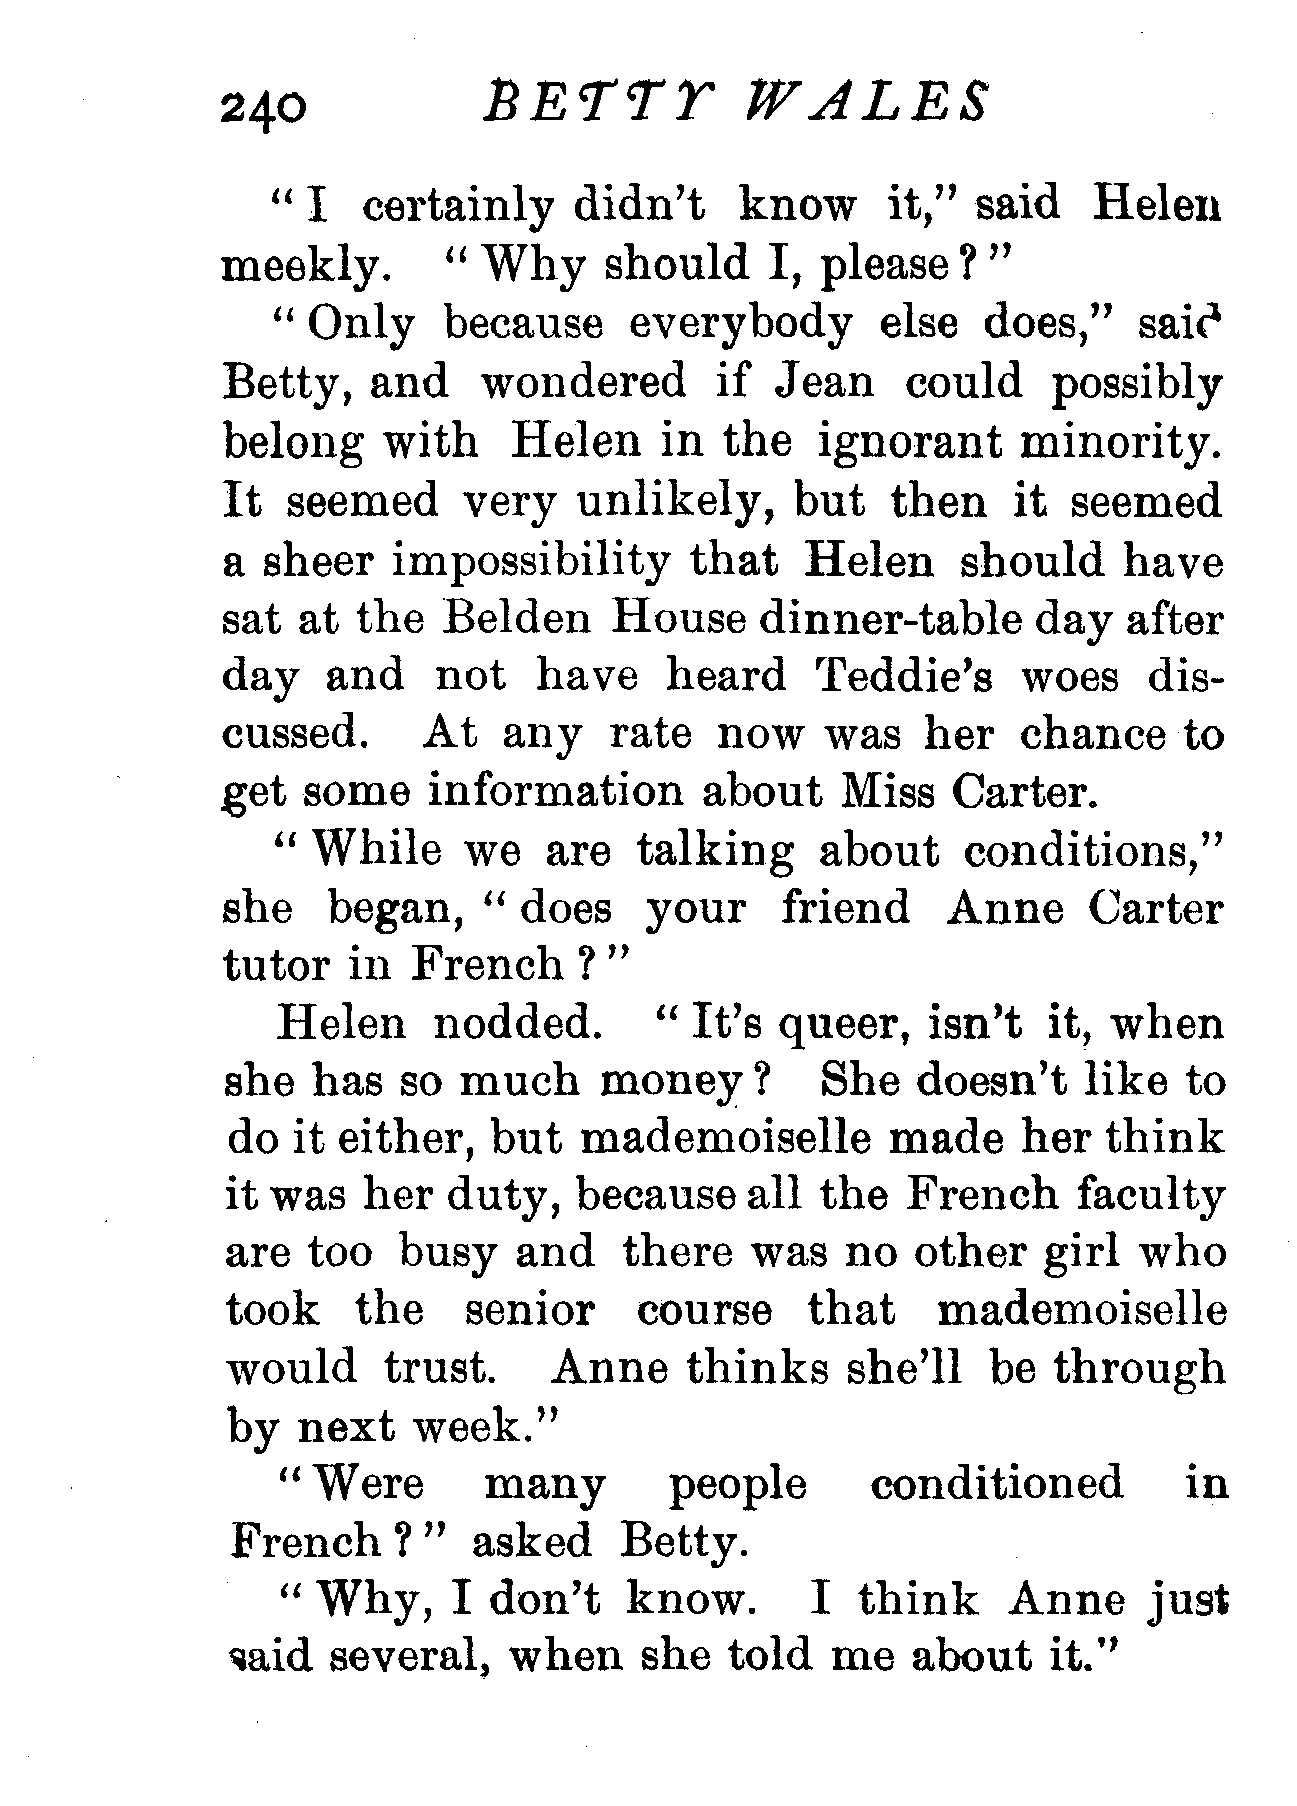 240 BETTY WALES
" I certainly didn't know it," said Helen
meekly. " Why should I, please ? "
" Only because everybody else does," said
Betty, and wondered if Jean could possibly
belong with Helen in the ignorant minority.
It seemed very unlikely, but then it seemed
a sheer impossibility that Helen should have
sat at the Belden House dinner-table day after
day and not have heard Teddie's woes dis-
cussed. At any rate now was her chance to
get some information about Miss Carter.
" While we are talking about conditions,"
she began, " does your friend Anne Carter
tutor in French ? "
Helen nodded. " It's queer, isn't it, when
she has so much money ? She doesn't like to
do it either, but mademoiselle made her think
it was her duty, because all the French faculty
are too busy and there was no other girl who
took the senior course that mademoiselle
would trust. Anne thinks she'll be through
by next week."
" Were many people conditioned in
French ? " asked Betty.
" Why, I don't know. I think Anne just
said several, when she told me about it."